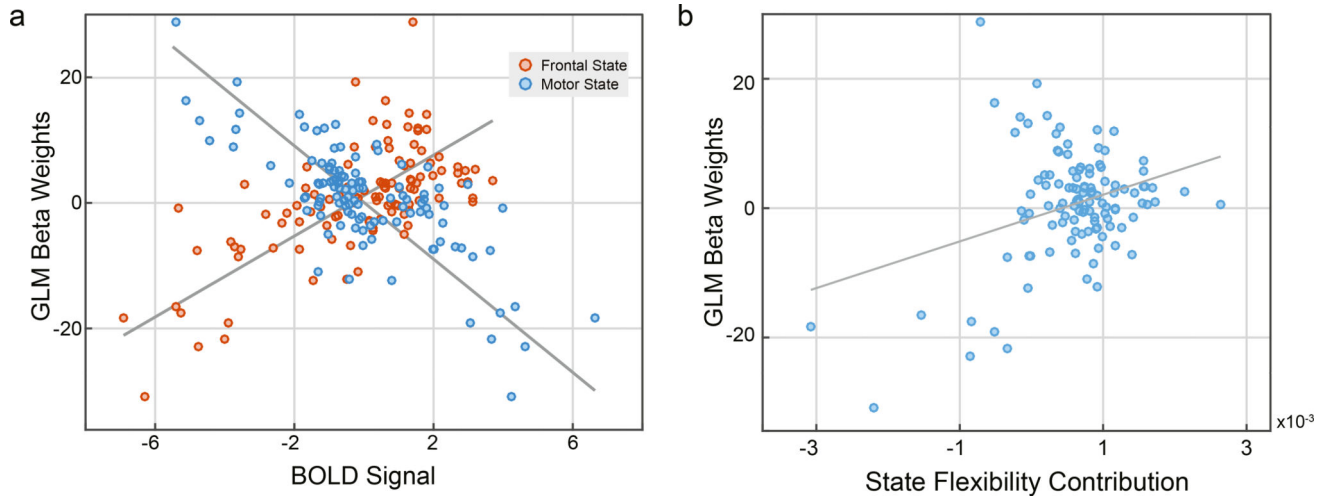 a
GLM Beta Weights
20
0
-20
-6
-2
2
6
BOLD Signal
Frontal State
Motor State
b
GLM Beta Weights
20
0
-20
-3
-1
1
3
x10-3
State Flexibility Contribution